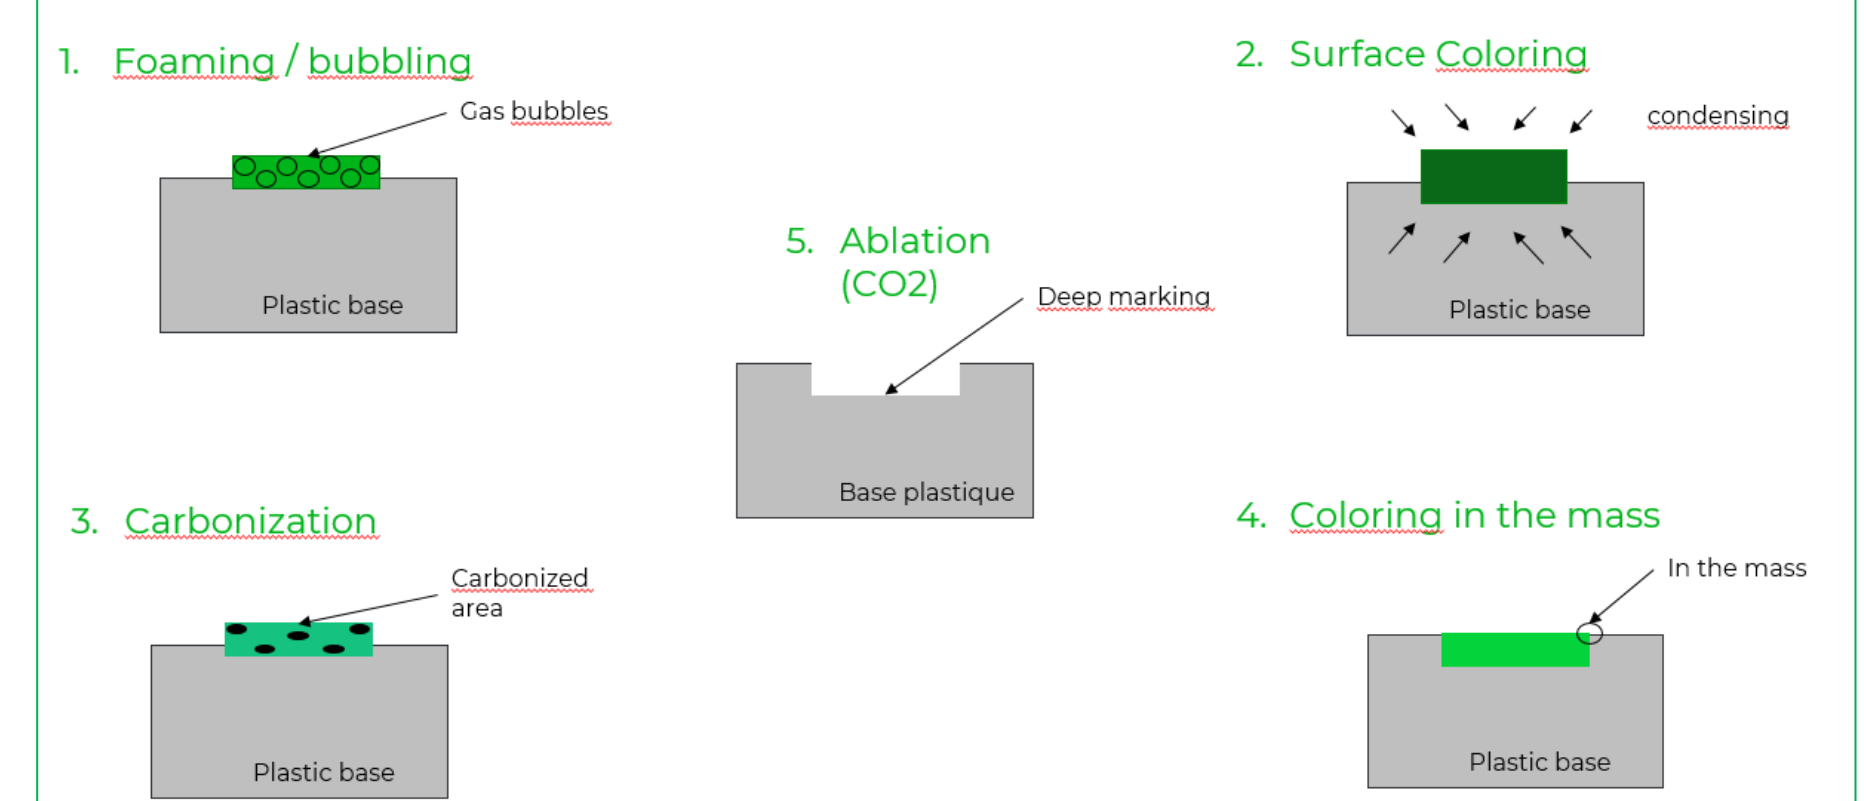 1. Foaming / bubbling
Gas bubbles
Plastic base
2. Surface Coloring
condensing
Plastic base
5. Ablation
(CO2)
Deep marking
Base plastique
3. Carbonization
Carbonized
area
Plastic base
4. Coloring in the mass
In the mass
Plastic base